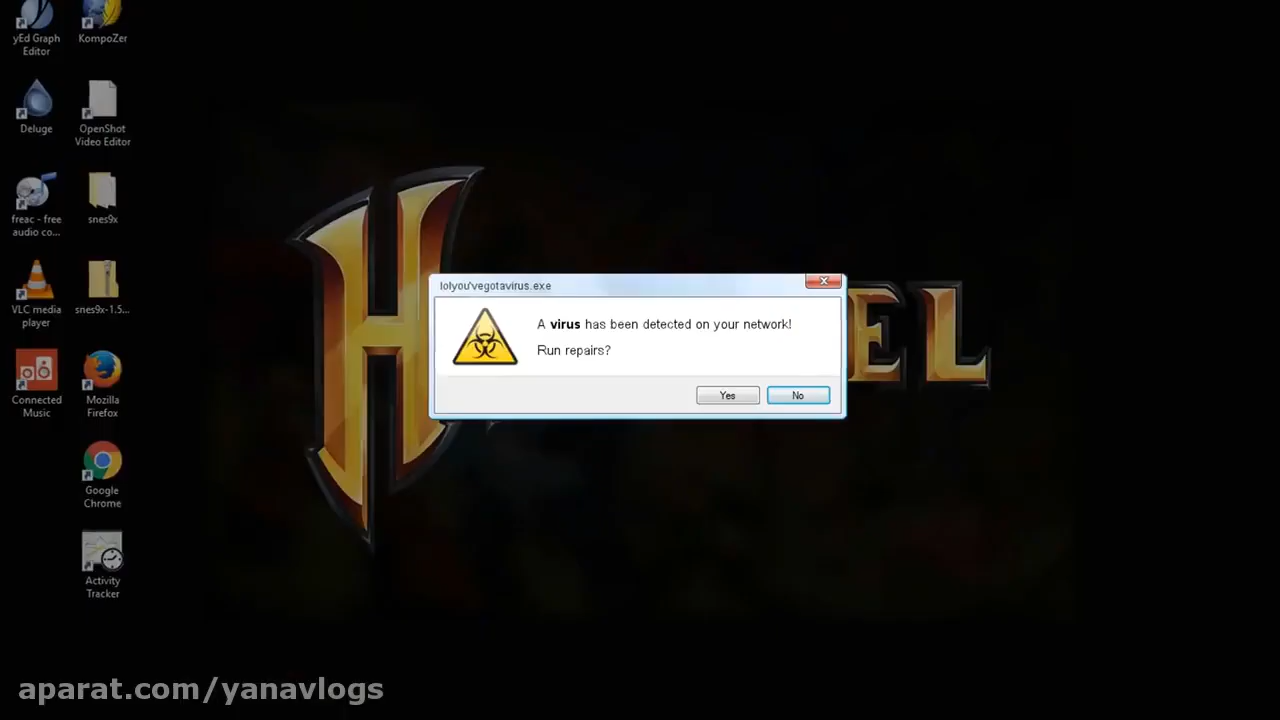 yEd Graph
Editor
KompoZer
Deluge
OpenShot
Video Editor
freac - free
audio co...
snes9x
VLC media
player
snes9x-1.5...
Connected
Music
Mozilla
Firefox
Google
Chrome
Activity
Tracker
H
EL
lolyou'vegotavirus.exe
A virus has been detected on your network!
Run repairs?
Yes
No
aparat.com/yanavlogs